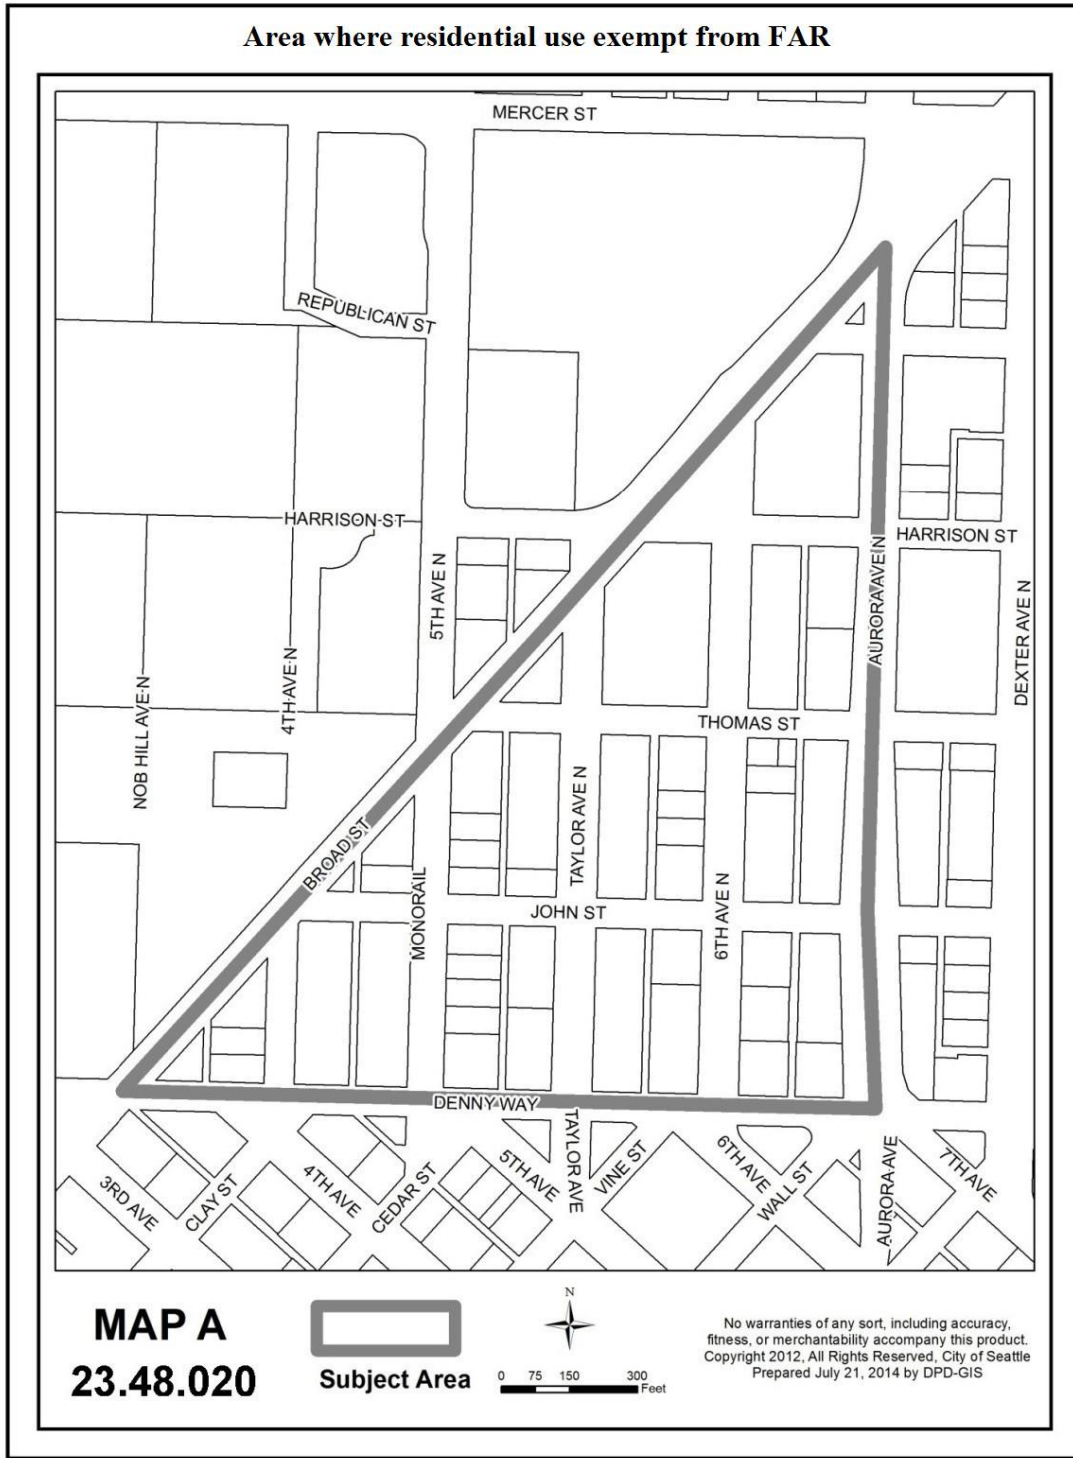 Area where residential use exempt from FAR
MERCER ST
REPUBLICAN ST
HARRISON ST
HARRISON ST
5TH AVE N
AURORA AVE N
DEXTER AVE N
4TH AVE N
NOB HILL AVE N
THOMAS ST
TAYLOR AVE N
BROAD ST
MONORAIL
6TH AVE N
JOHN ST
DENNY WAY
TAYLOR AVE
5TH AVE
VINE ST
6TH AVE
WALL ST
AURORA AVE
7TH AVE
3RD AVE
CLAY ST
4TH AVE
CEDAR ST
MAP A
23.48.020
Subject Area
N
0 75 150 300
Feet
No warranties of any sort, including accuracy,
fitness, or merchantability accompany this product.
Copyright 2012, All Rights Reserved, City of Seattle
Prepared July 21, 2014 by DPD-GIS